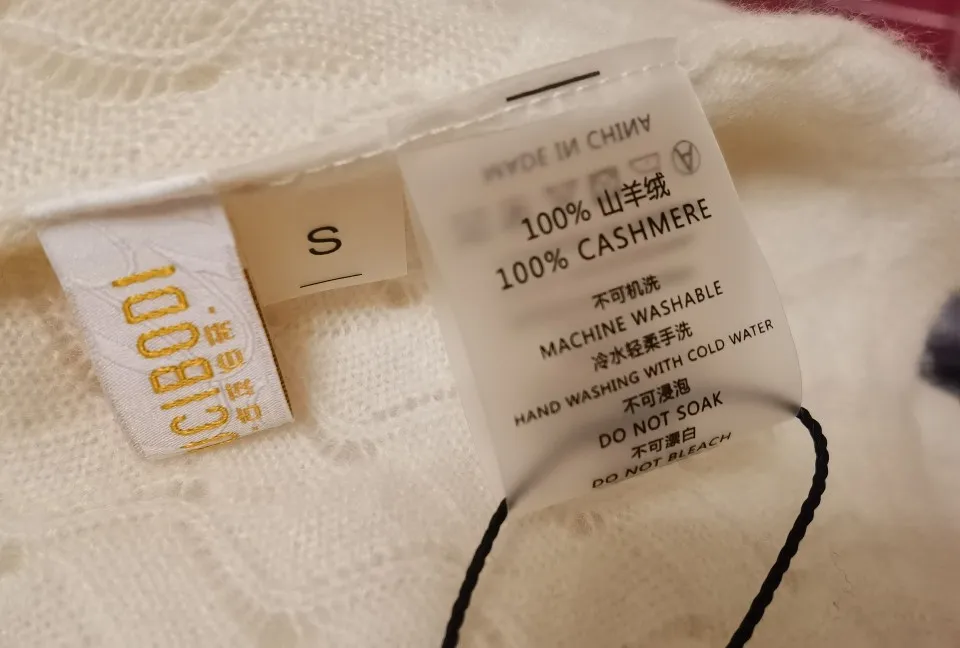 S
100% 山羊绒
100% CASHMERE
不可机洗
MACHINE WASHABLE
冷水轻柔手洗
HAND WASHING WITH COLD WATER
不可浸泡
DO NOT SOAK
不可漂白
DO NOT BLEACH
MADE IN CHINA
A